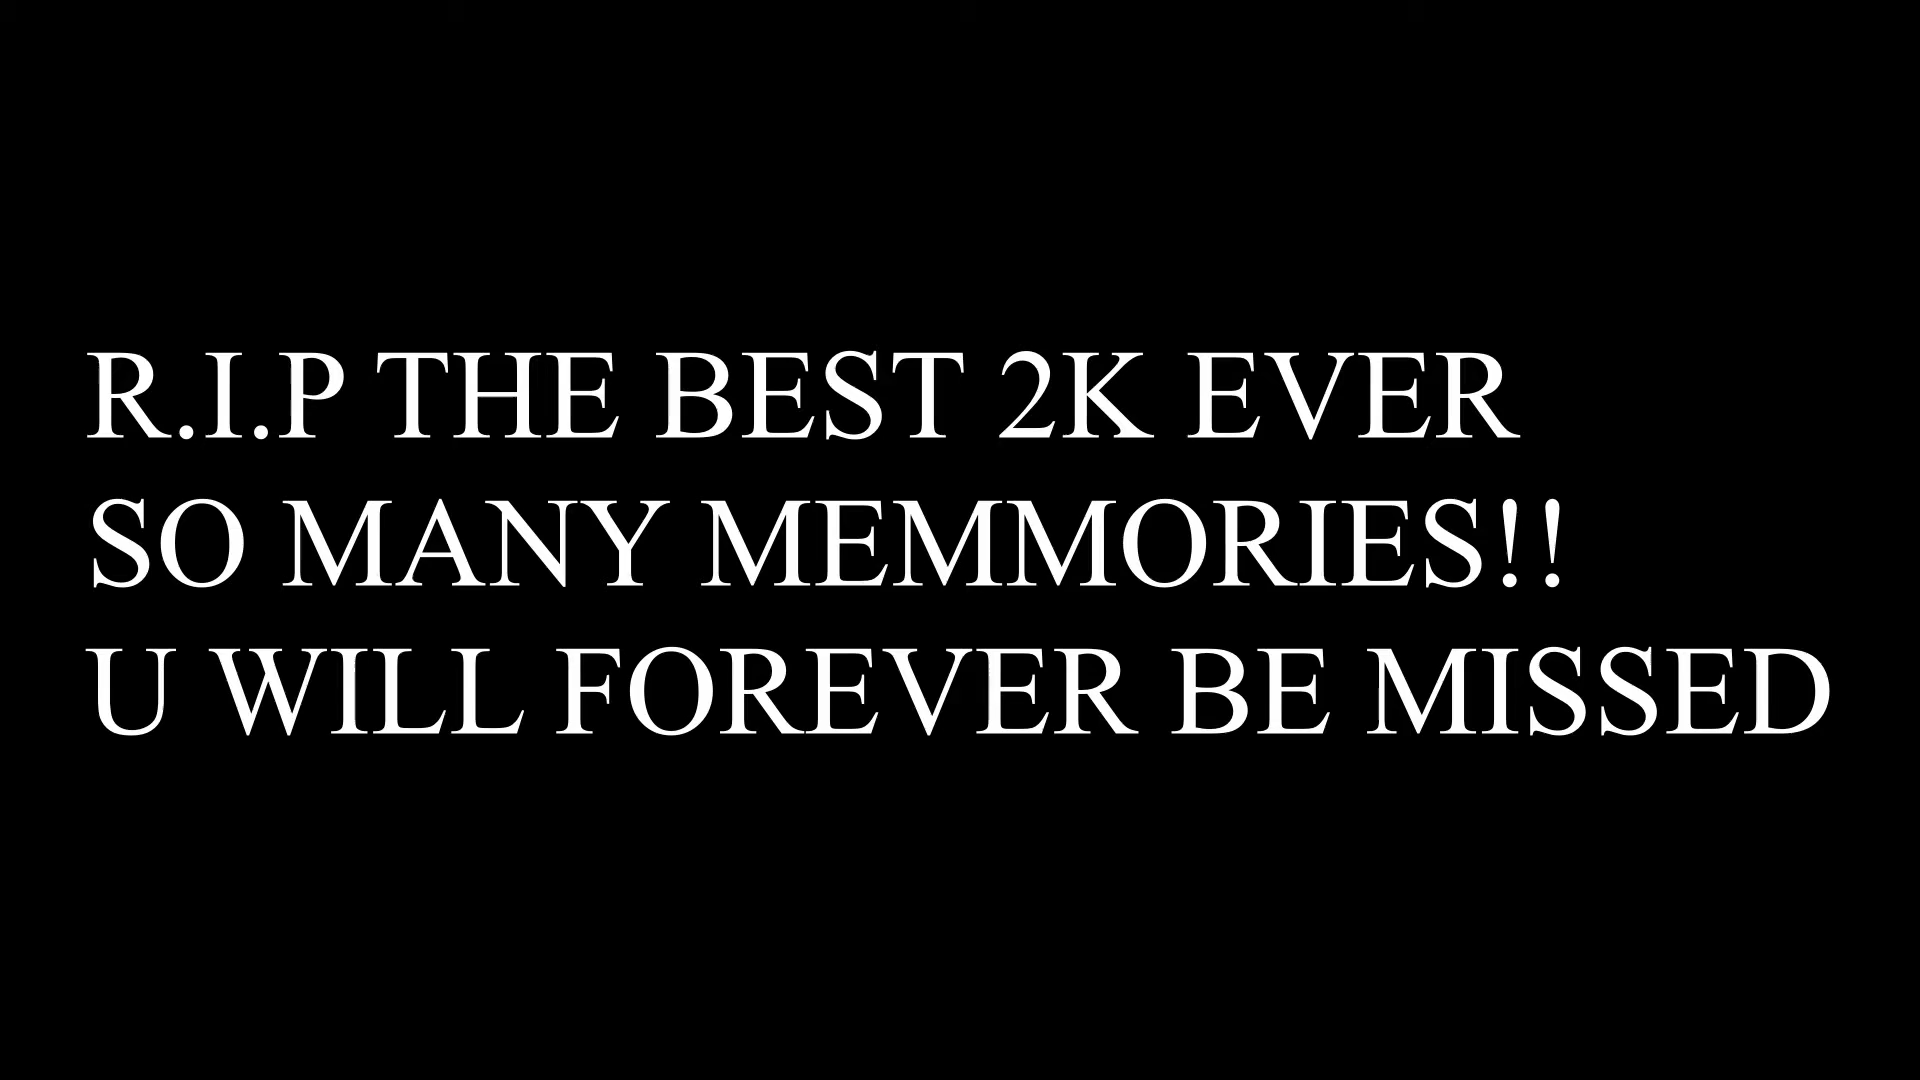 R.I.P THE BEST 2K EVER
SO MANY MEMMORIES!!
U WILL FOREVER BE MISSED